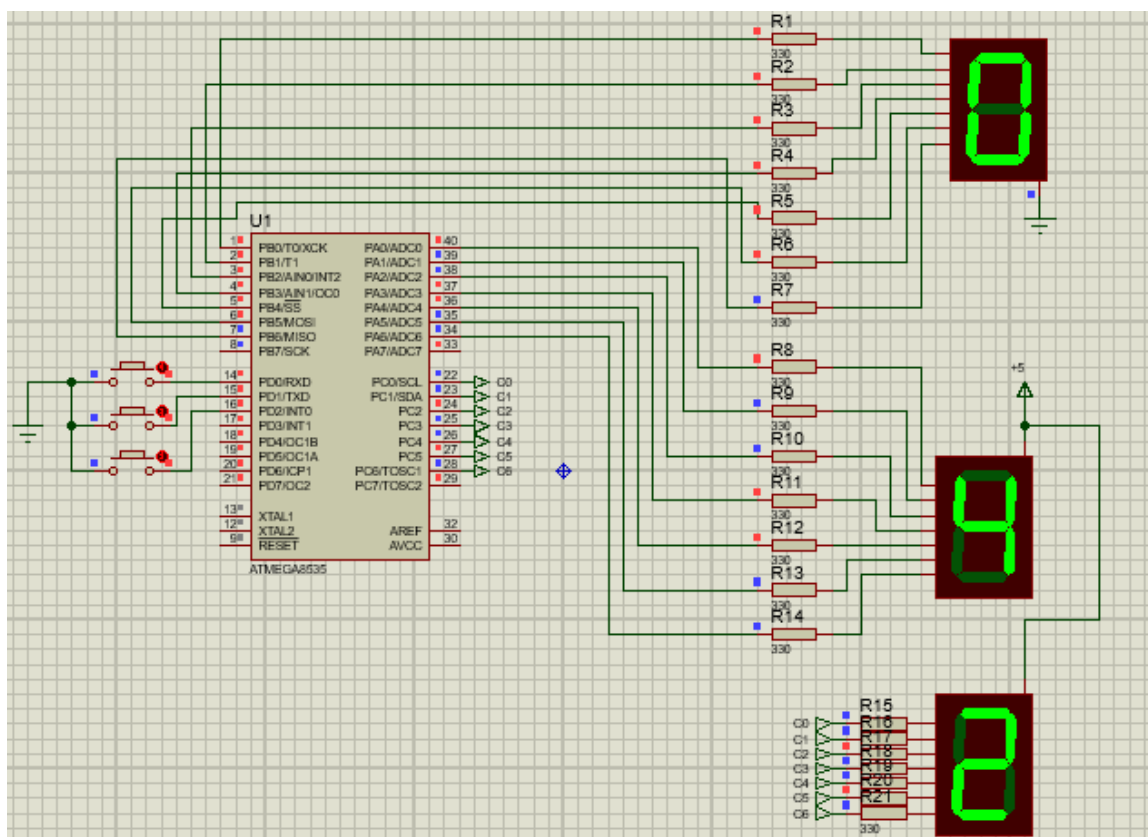 R1
330
R2
330
R3
330
R4
330
R5
330
R6
330
R7
330
U1
1 PB0/T0/XCK PA0/ADC0 40
2 PB1/T1 PA1/ADC1 39
3 PB2/AIN0/INT2 PA2/ADC2 38
4 PB3/AIN1/OC0 PA3/ADC3 37
5 PB4/SS PA4/ADC4 36
6 PB5/MOSI PA5/ADC5 35
7 PB6/MISO PA6/ADC6 34
8 PB7/SCK PA7/ADC7 33
14 PD0/RXD PC0/SCL 22 C0
15 PD1/TXD PC1/SDA 23 C1
16 PD2/INT0 PC2 24 C2
17 PD3/INT1 PC3 25 C3
18 PD4/OC1B PC4 26 C4
19 PD5/OC1A PC5 27 C5
20 PD6/ICP1 PC6/TOSC1 28 C6
21 PD7/OC2 PC7/TOSC2 29
13 XTAL1
12 XTAL2 AREF 32
9 RESET AVCC 30
ATMEGA8535
R8
330
R9
330
R10
330
R11
330
R12
330
R13
330
R14
330
+5
0
4
2
R15
C0 R16
C1 R17
C2 R18
C3 R19
C4 R20
C5 R21
C6
330